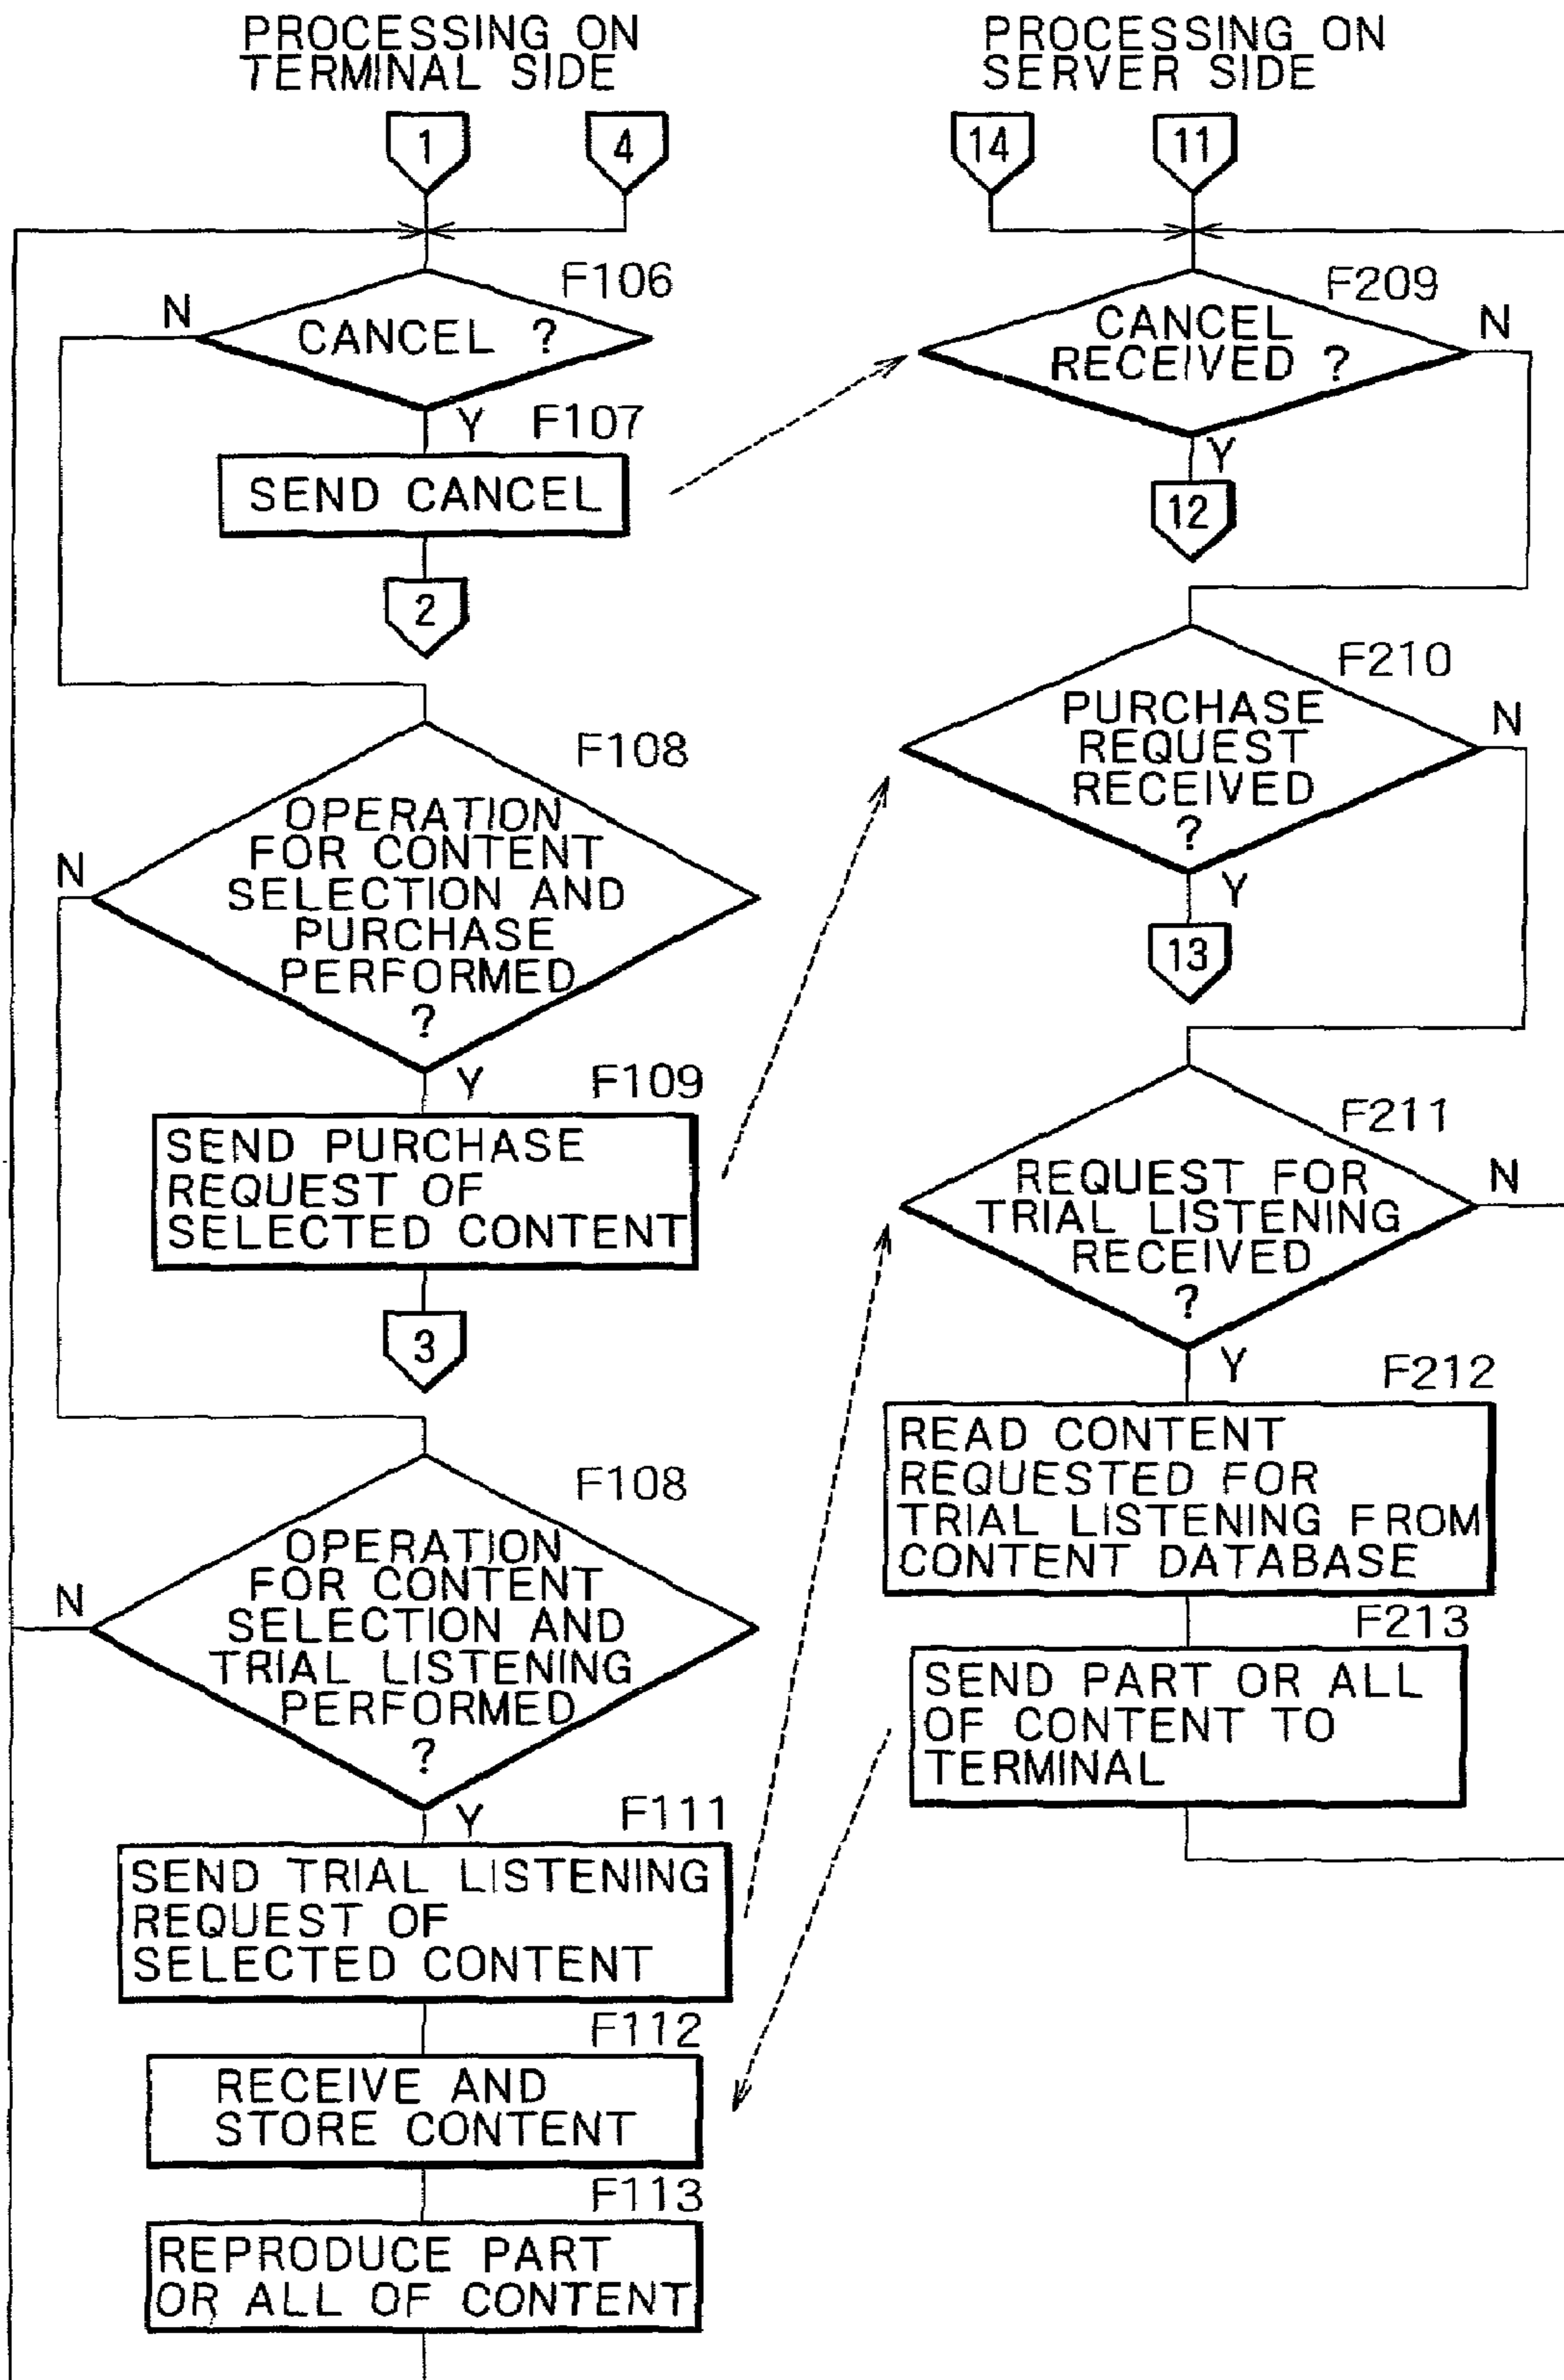 PROCESSING ON
TERMINAL SIDE
1
4
F106
N
CANCEL ?
Y
F107
SEND CANCEL
2
F108
OPERATION
FOR CONTENT
SELECTION AND
PURCHASE
PERFORMED
?
N
Y
F109
SEND PURCHASE
REQUEST OF
SELECTED CONTENT
3
F108
OPERATION
FOR CONTENT
SELECTION AND
TRIAL LISTENING
PERFORMED
?
N
Y
F111
SEND TRIAL LISTENING
REQUEST OF
SELECTED CONTENT
F112
RECEIVE AND
STORE CONTENT
F113
REPRODUCE PART
OR ALL OF CONTENT
PROCESSING ON
SERVER SIDE
14
11
F209
CANCEL
RECEIVED ?
N
Y
12
F210
PURCHASE
REQUEST
RECEIVED
?
N
Y
13
F211
REQUEST FOR
TRIAL LISTENING
RECEIVED
?
N
Y
F212
READ CONTENT
REQUESTED FOR
TRIAL LISTENING FROM
CONTENT DATABASE
F213
SEND PART OR ALL
OF CONTENT TO
TERMINAL